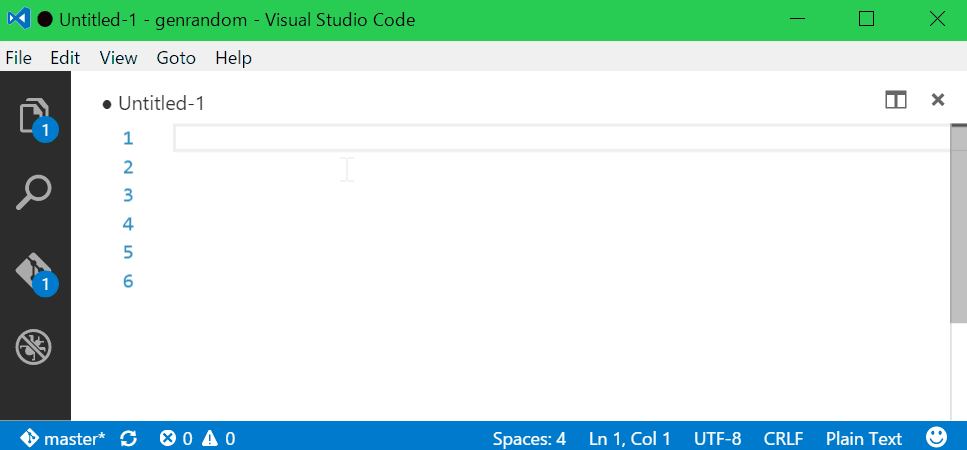 ● Untitled-1 - genrandom - Visual Studio Code
File Edit View Goto Help
● Untitled-1
1
1
2
3
4
5
6
1
master* 0 0 Spaces: 4 Ln 1, Col 1 UTF-8 CRLF Plain Text